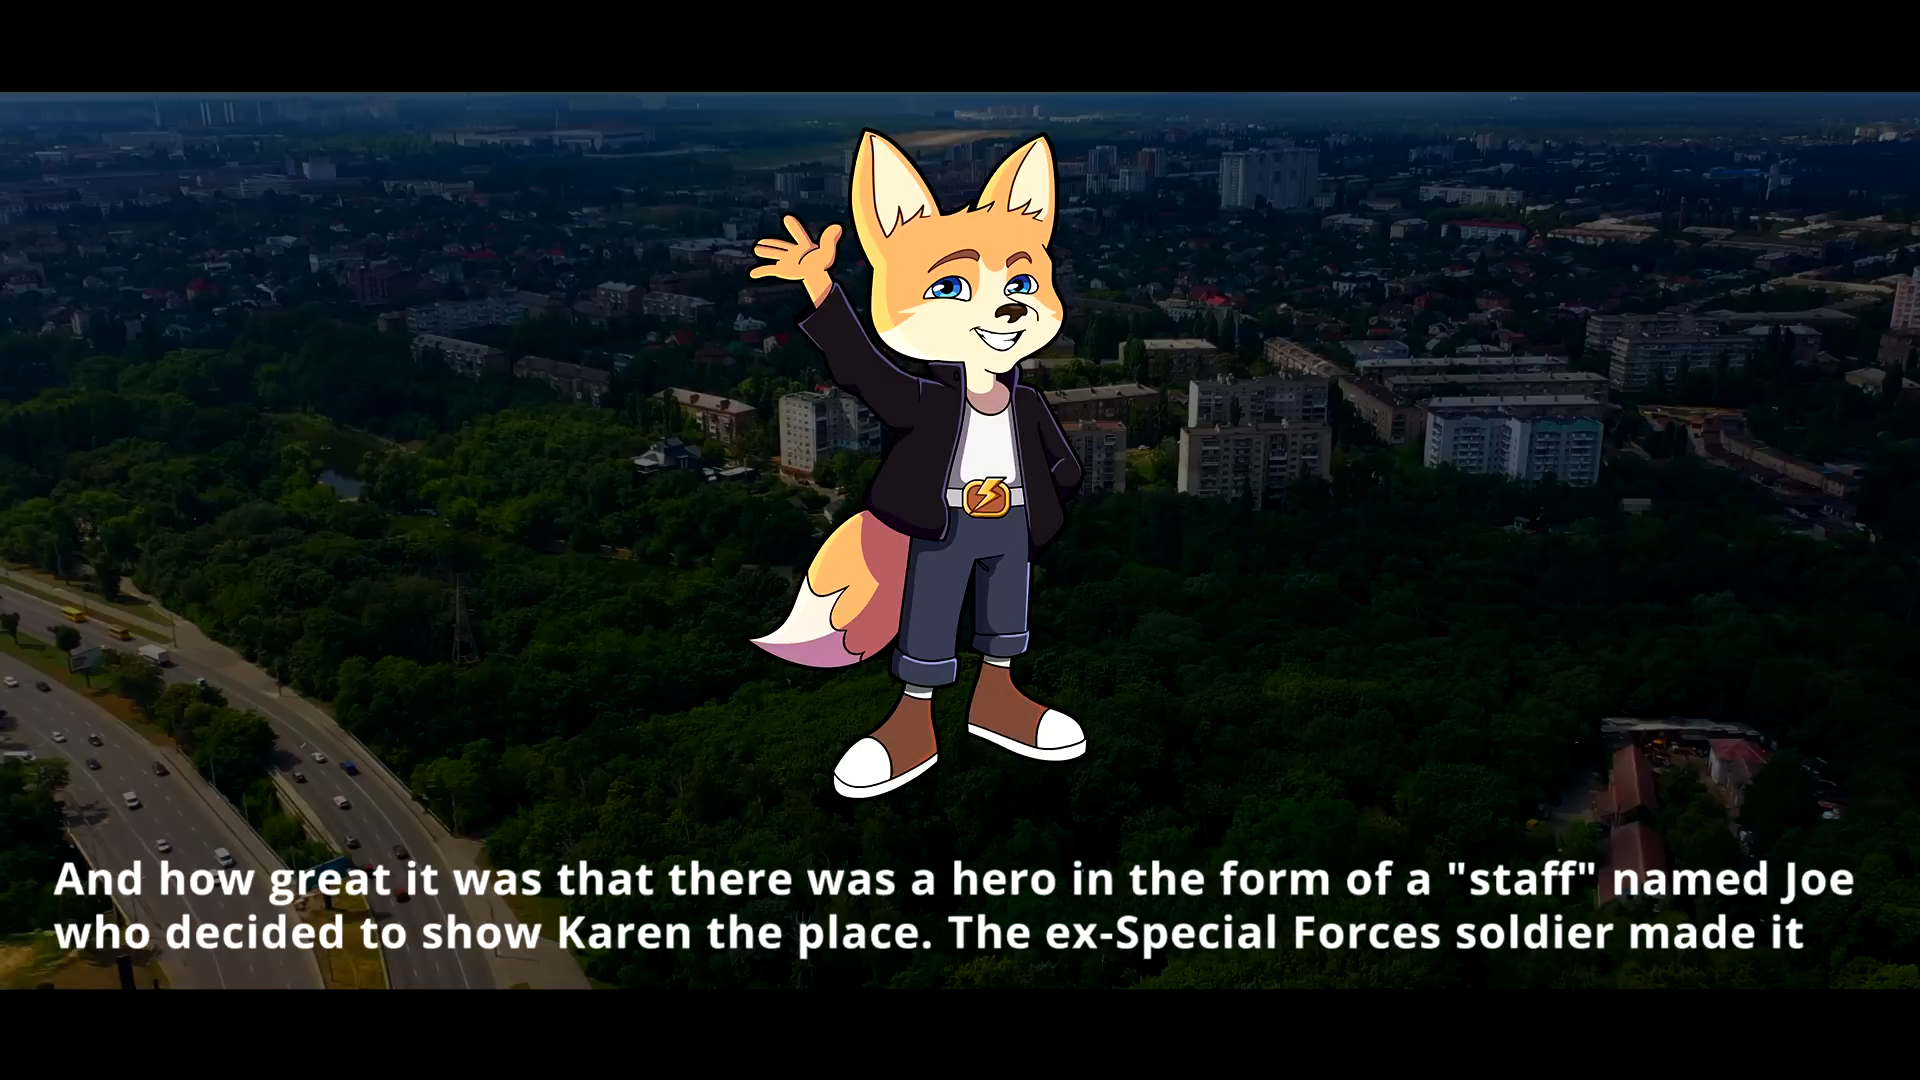 And how great it was that there was a hero in the form of a "staff" named Joe
who decided to show Karen the place. The ex-Special Forces soldier made it